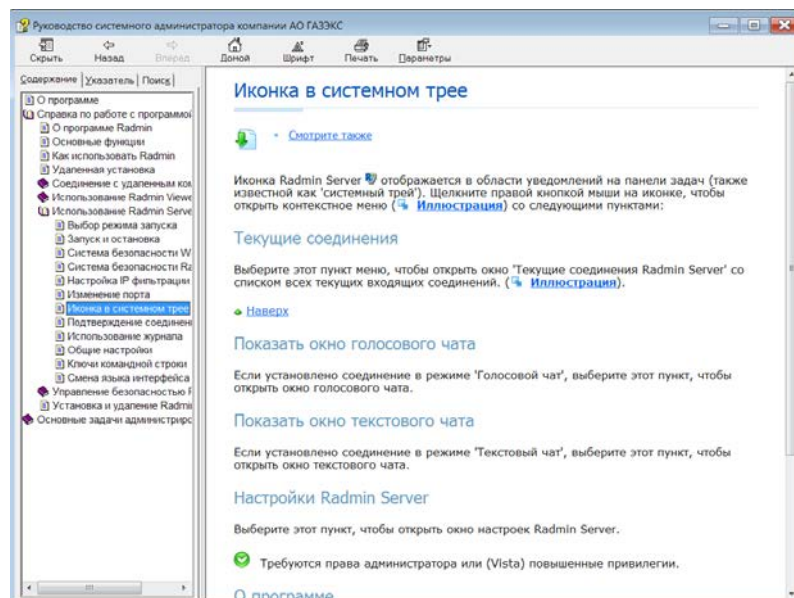 Руководство системного администратора компании АО ГАЗЭКС
Скрыть Назад Вперед Домой Шрифт Печать Параметры
Содержание Указатель Поиск
О программе
Справка по работе с программой
О программе Radmin
Основные функции
Как использовать Radmin
Удаленная установка
Соединение с удаленным ком
Использование Radmin Viewe
Использование Radmin Serve
Выбор режима запуска
Запуск и остановка
Система безопасности W
Система безопасности Ra
Настройка IP фильтрации
Изменение порта
Иконка в системном трее
Подтверждение соединен
Использование журнала
Общие настройки
Ключи командной строки
Смена языка интерфейса
Управление безопасностью R
Установка и удаление Radmi
Основные задачи администриро
Иконка в системном трее
Смотрите также
Иконка Radmin Server отображается в области уведомлений на панели задач (также
известной как 'системный трей'). Щелкните правой кнопкой мыши на иконке, чтобы
открыть контекстное меню ( Иллюстрация) со следующими пунктами:
Текущие соединения
Выберите этот пункт меню, чтобы открыть окно 'Текущие соединения Radmin Server' со
списком всех текущих входящих соединений. ( Иллюстрация).
Наверх
Показать окно голосового чата
Если установлено соединение в режиме 'Голосовой чат', выберите этот пункт, чтобы
открыть окно голосового чата.
Показать окно текстового чата
Если установлено соединение в режиме 'Текстовый чат', выберите этот пункт, чтобы
открыть окно текстового чата.
Настройки Radmin Server
Выберите этот пункт, чтобы открыть окно настроек Radmin Server.
Требуются права администратора или (Vista) повышенные привилегии.
О программе